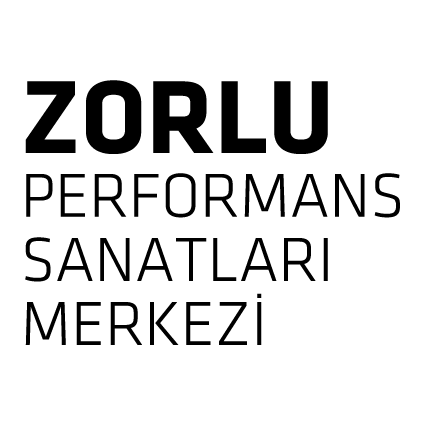 ZORLU
PERFORMANS
SANATLARI
MERKEZİ